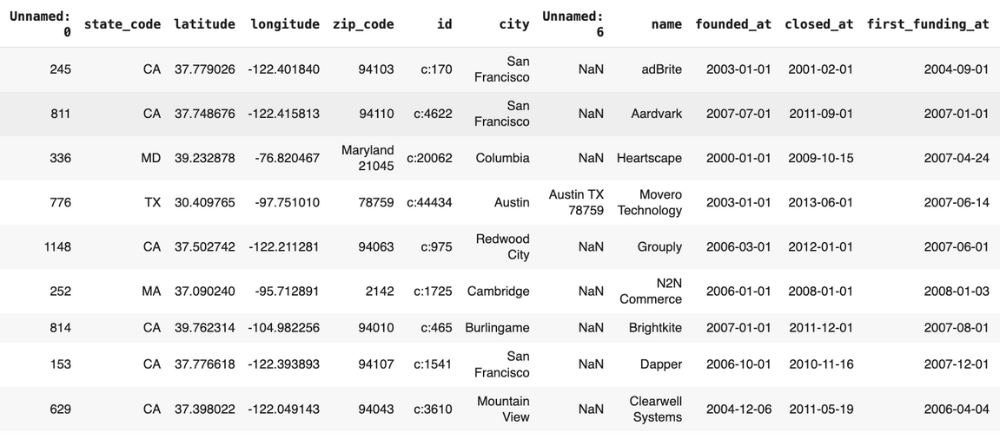 Unnamed: 0 state_code latitude longitude zip_code id city Unnamed: 6 name founded_at closed_at first_funding_at
245 CA 37.779026 -122.401840 94103 c:170 San Francisco NaN adBrite 2003-01-01 2001-02-01 2004-09-01
811 CA 37.748676 -122.415813 94110 c:4622 San Francisco NaN Aardvark 2007-07-01 2011-09-01 2007-01-01
336 MD 39.232878 -76.820467 Maryland 21045 c:20062 Columbia NaN Heartscape 2000-01-01 2009-10-15 2007-04-24
776 TX 30.409765 -97.751010 78759 c:44434 Austin Austin TX 78759 Movero Technology 2003-01-01 2013-06-01 2007-06-14
1148 CA 37.502742 -122.211281 94063 c:975 Redwood City NaN Grouply 2006-03-01 2012-01-01 2007-06-01
252 MA 37.090240 -95.712891 2142 c:1725 Cambridge NaN N2N Commerce 2006-01-01 2008-01-01 2008-01-03
814 CA 39.762314 -104.982256 94010 c:465 Burlingame NaN Brightkite 2007-01-01 2011-12-01 2007-08-01
153 CA 37.776618 -122.393893 94107 c:1541 San Francisco NaN Dapper 2006-10-01 2010-11-16 2007-12-01
629 CA 37.398022 -122.049143 94043 c:3610 Mountain View NaN Clearwell Systems 2004-12-06 2011-05-19 2006-04-04